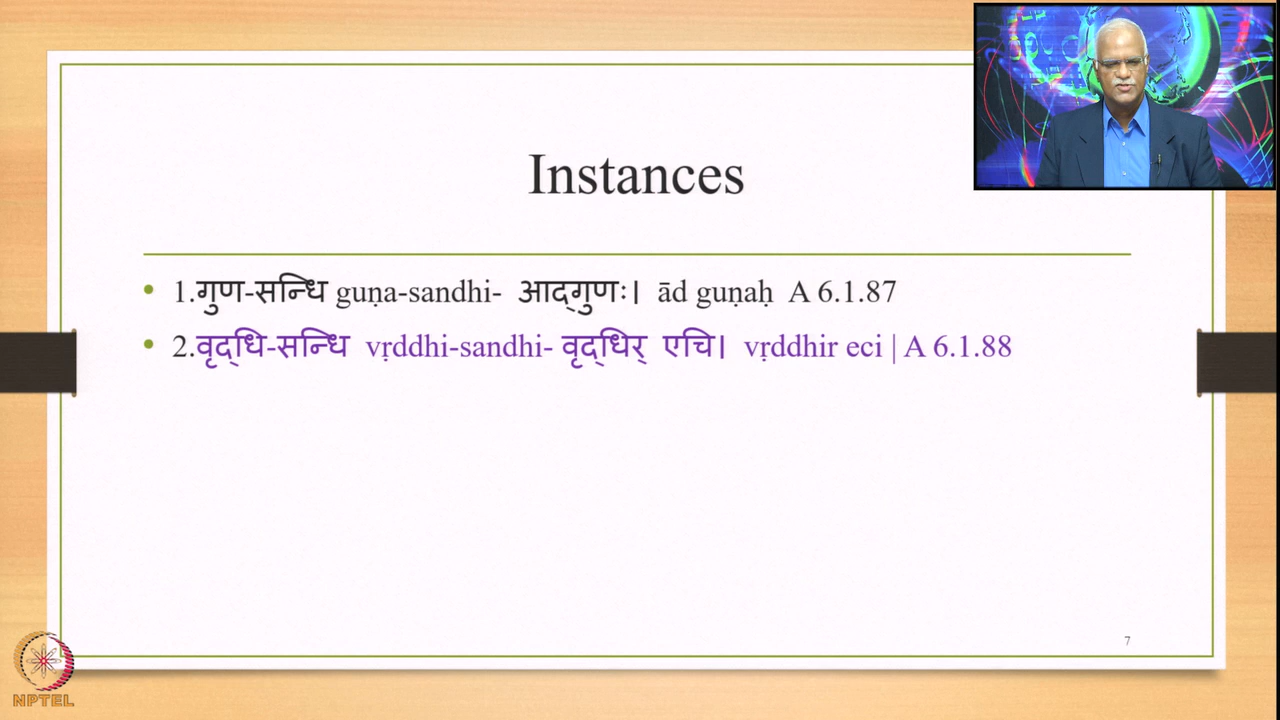 Instances
• 1.गुण-सन्धि guṇa-sandhi- आद्‌गुणः। ād guṇaḥ A 6.1.87
• 2.वृद्‌धि-सन्धि vṛddhi-sandhi- वृद्‌धिर् एचि। vṛddhir eci | A 6.1.88
7
NPTEL